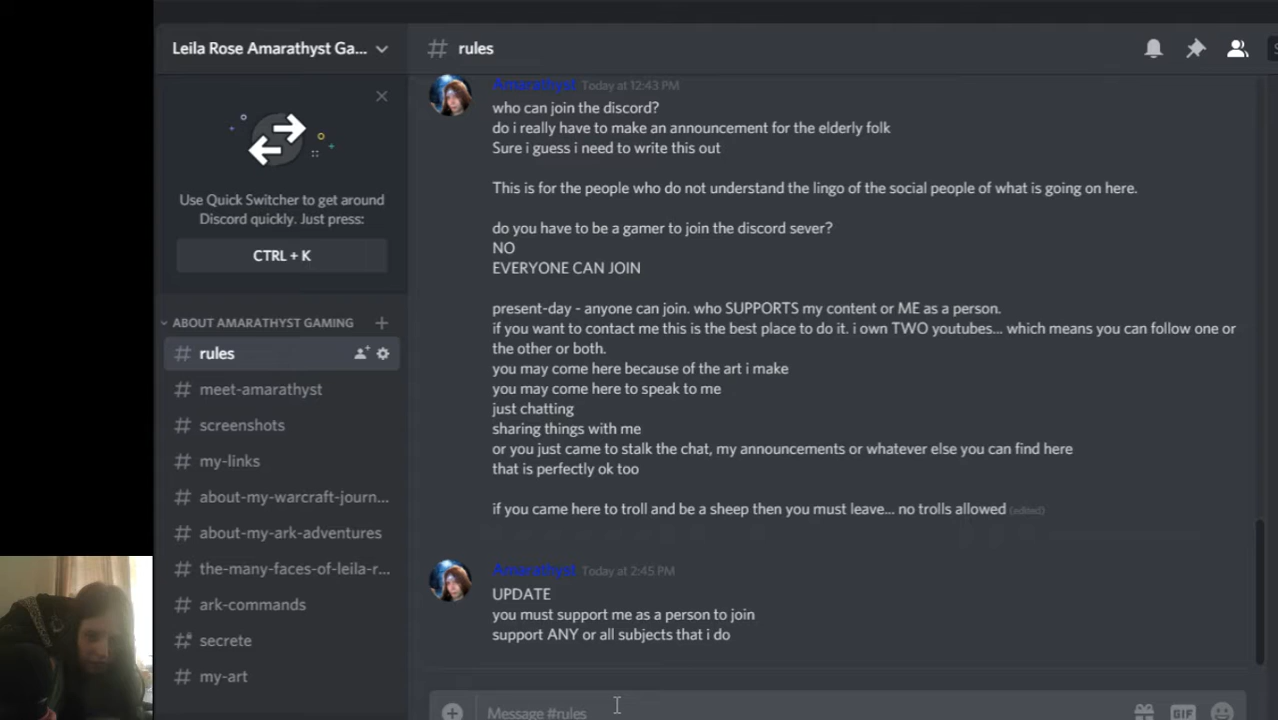 Leila Rose Amarathyst Ga...
rules
Use Quick Switcher to get around
Discord quickly. Just press:
CTRL + K
ABOUT AMARATHYST GAMING
rules
meet-amarathyst
screenshots
my-links
about-my-warcraft-journ...
about-my-ark-adventures
the-many-faces-of-leila-r...
ark-commands
secrete
my-art
Amarathyst Today at 12:43 PM
who can join the discord?
do i really have to make an announcement for the elderly folk
Sure i guess i need to write this out
This is for the people who do not understand the lingo of the social people of what is going on here.
do you have to be a gamer to join the discord sever?
NO
EVERYONE CAN JOIN
present-day - anyone can join. who SUPPORTS my content or ME as a person.
if you want to contact me this is the best place to do it. i own TWO youtubes... which means you can follow one or
the other or both.
you may come here because of the art i make
you may come here to speak to me
just chatting
sharing things with me
or you just came to stalk the chat, my announcements or whatever else you can find here
that is perfectly ok too
if you came here to troll and be a sheep then you must leave... no trolls allowed (edited)
Amarathyst Today at 2:45 PM
UPDATE
you must support me as a person to join
support ANY or all subjects that i do
Message #rules
GIF